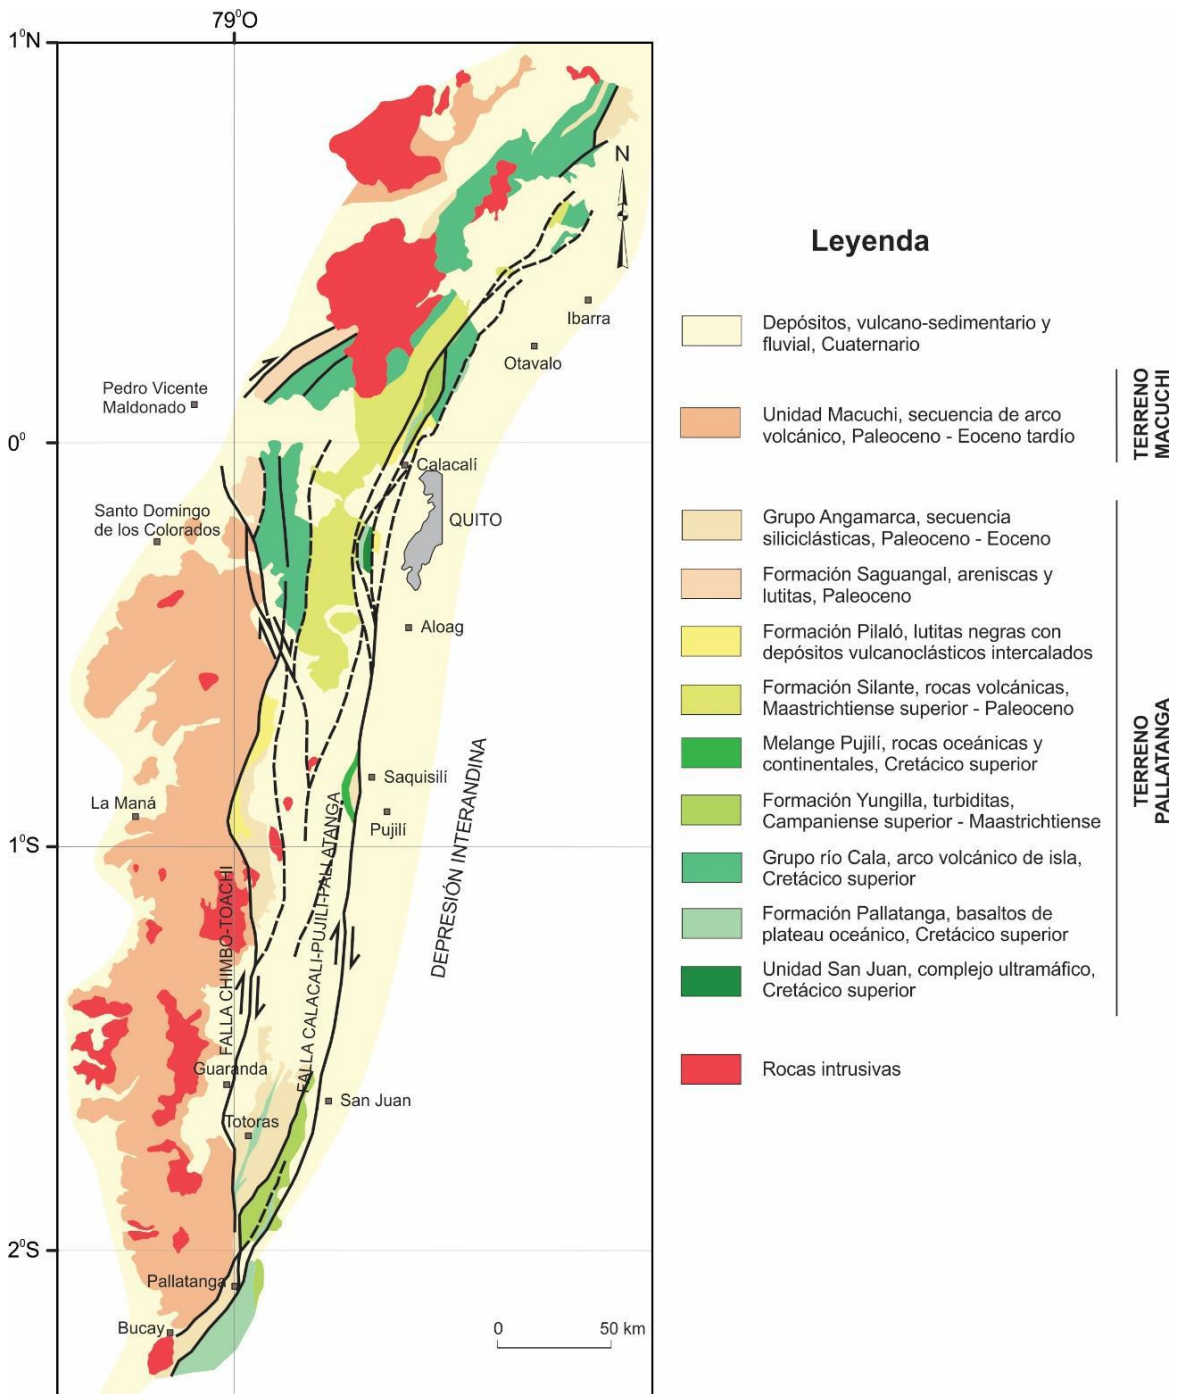 79⁰O
1⁰N
N
Ibarra
Otavalo
Pedro Vicente
Maldonado
0⁰
Calacalí
Santo Domingo
de los Colorados
QUITO
Aloag
Saquisilí
La Maná
Pujilí
1⁰S
DEPRESIÓN INTERANDINA
FALLA CHIMBO-TOACHI
FALLA CALACALI-PUJILI-PALLATANGA
Guaranda
San Juan
Totoras
2⁰S
Pallatanga
Bucay
0 50 km
Leyenda
Depósitos, vulcano-sedimentario y
fluvial, Cuaternario
Unidad Macuchi, secuencia de arco
volcánico, Paleoceno - Eoceno tardío
TERRENO
MACUCHI
Grupo Angamarca, secuencia
siliciclásticas, Paleoceno - Eoceno
Formación Saguangal, areniscas y
lutitas, Paleoceno
Formación Pilaló, lutitas negras con
depósitos vulcanoclásticos intercalados
Formación Silante, rocas volcánicas,
Maastrichtiense superior - Paleoceno
Melange Pujilí, rocas oceánicas y
continentales, Cretácico superior
Formación Yungilla, turbiditas,
Campaniense superior - Maastrichtiense
Grupo río Cala, arco volcánico de isla,
Cretácico superior
Formación Pallatanga, basaltos de
plateau oceánico, Cretácico superior
Unidad San Juan, complejo ultramáfico,
Cretácico superior
TERRENO
PALLATANGA
Rocas intrusivas